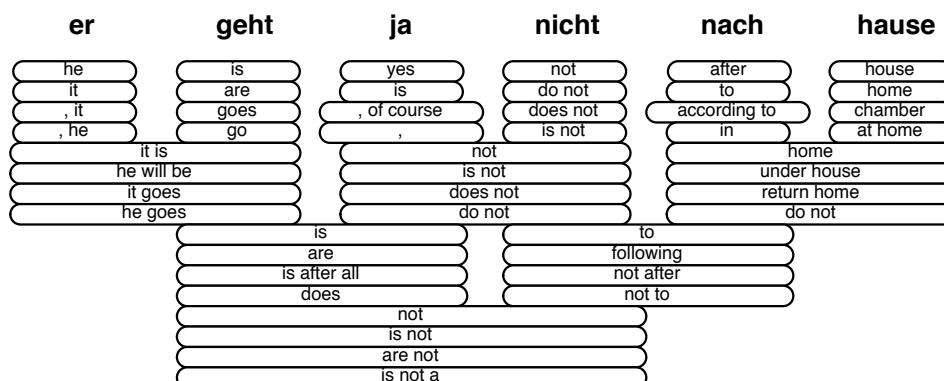 er geht ja nicht nach hause
he is yes not after house
it are is do not to home
, it goes , of course does not according to chamber
, he go , is not in at home
it is not home
he will be is not under house
it goes does not return home
he goes do not do not
is to
are following
is after all not after
does not to
not
is not
are not
is not a